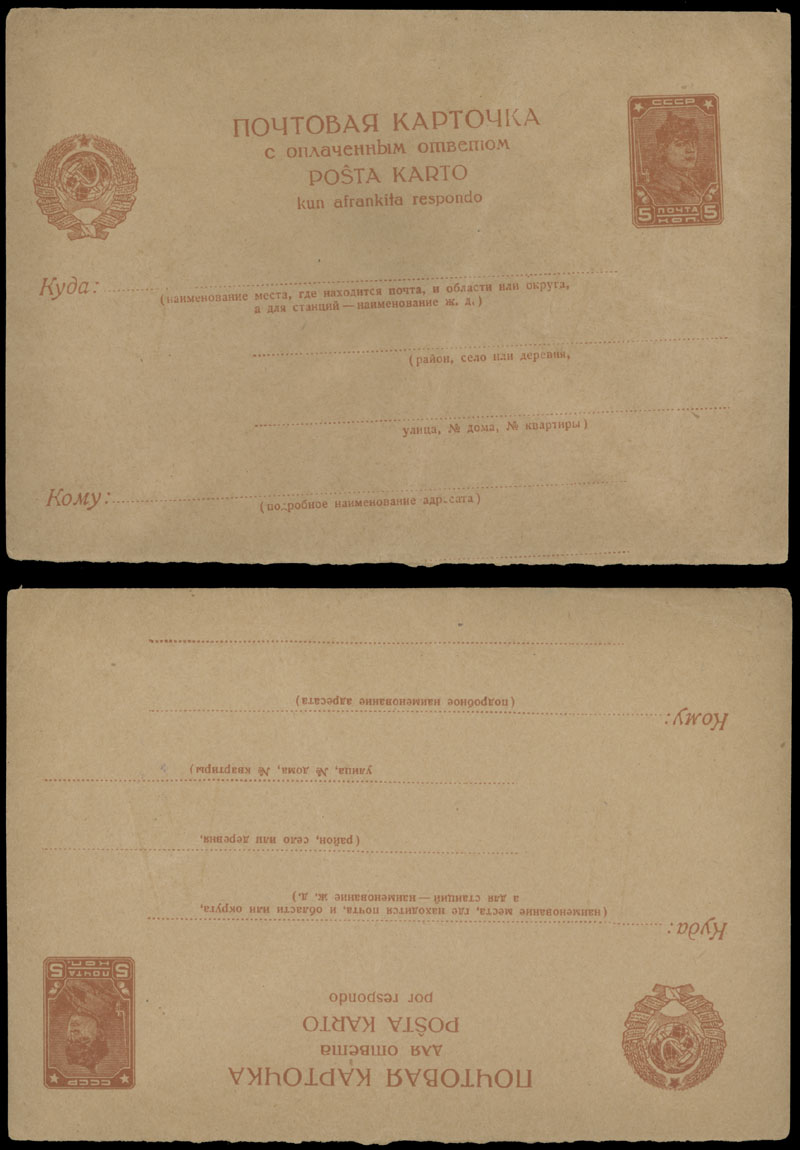 ПОЧТОВАЯ КАРТОЧКА
с оплаченным ответом
POŜTA KARTO
kun afrankita respondo
СССР
5 ПОЧТА 5
КОП.
Куда:
(наименование места, где находится почта, и области или округа,
а для станций — наименование ж. д.)
(район, село или деревня,
улица, № дома, № квартиры)
Кому:
(подробное наименование адресата)
ПОЧТОВАЯ КАРТОЧКА
для ответа
POŜTA KARTO
por respondo
СССР
5 ПОЧТА 5
КОП.
Куда:
(наименование места, где находится почта, и области или округа,
а для станций — наименование ж. д.)
(район, село или деревня,
улица, № дома, № квартиры)
Кому:
(подробное наименование адресата)